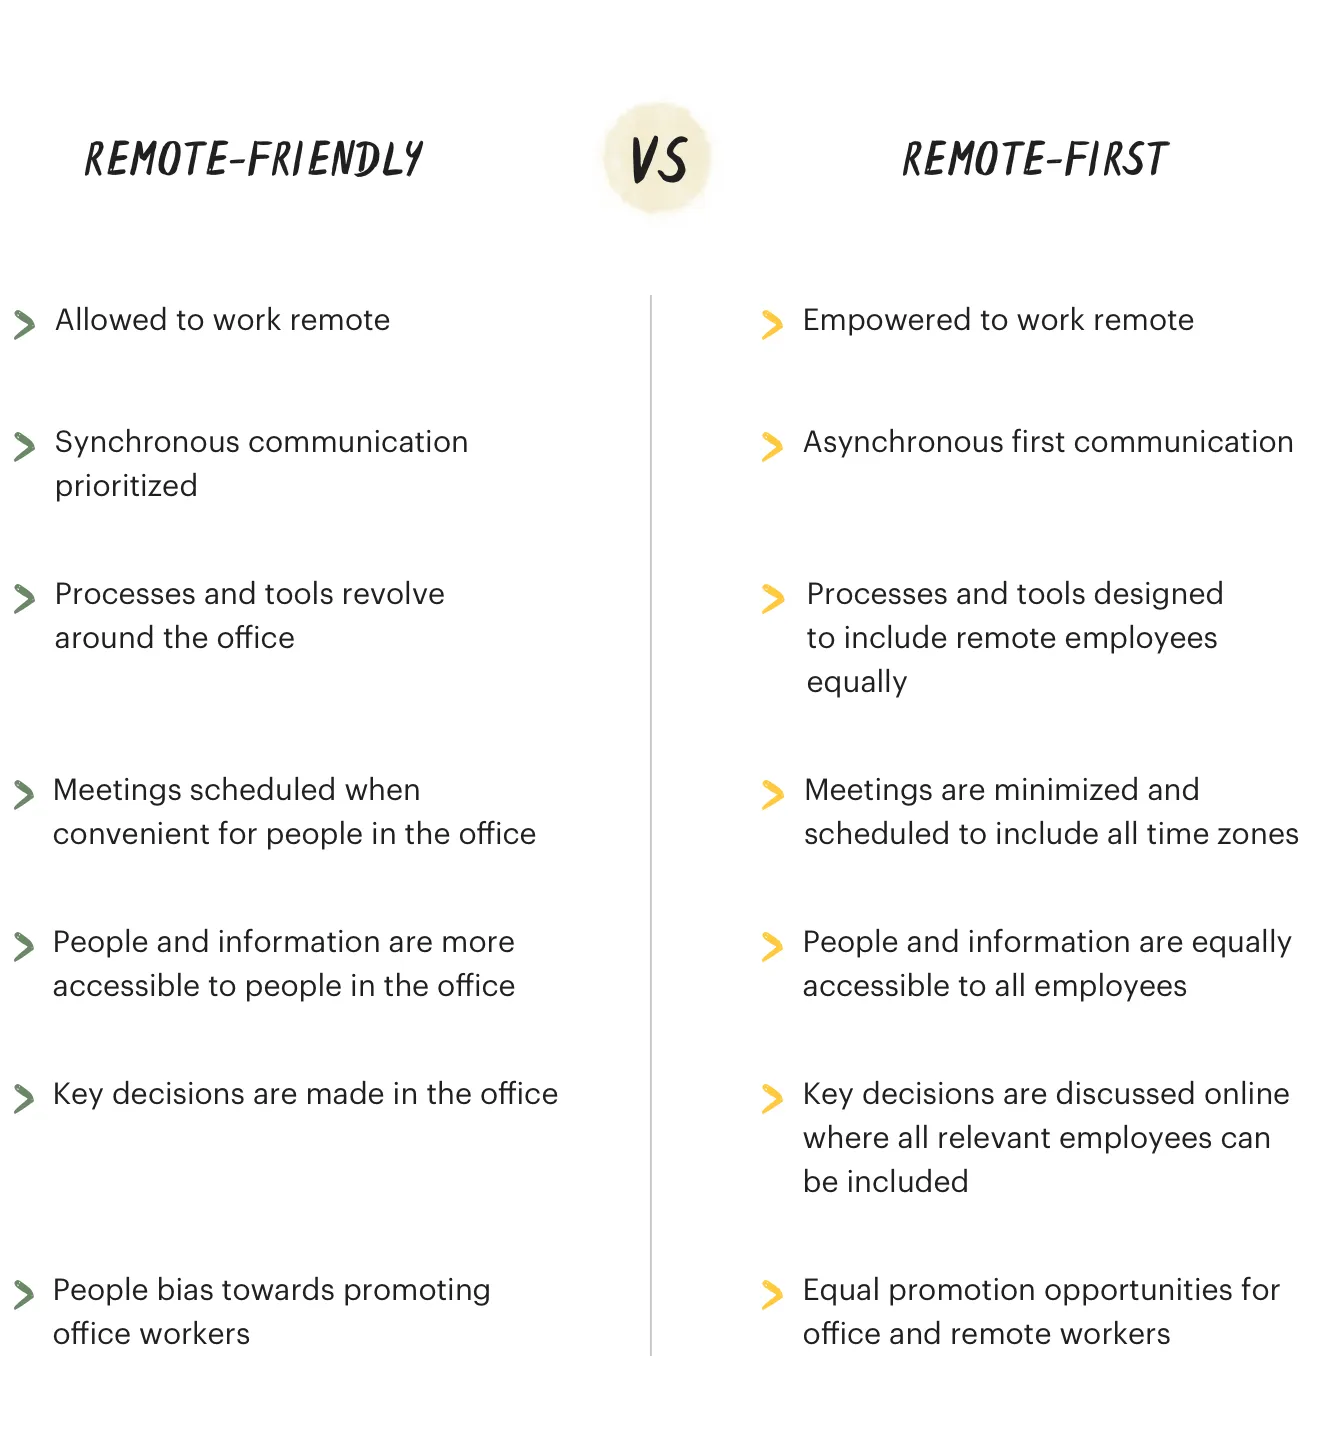 REMOTE-FRIENDLY
VS
REMOTE-FIRST
Allowed to work remote
Synchronous communication
prioritized
Processes and tools revolve
around the office
Meetings scheduled when
convenient for people in the office
People and information are more
accessible to people in the office
Key decisions are made in the office
People bias towards promoting
office workers
Empowered to work remote
Asynchronous first communication
Processes and tools designed
to include remote employees
equally
Meetings are minimized and
scheduled to include all time zones
People and information are equally
accessible to all employees
Key decisions are discussed online
where all relevant employees can
be included
Equal promotion opportunities for
office and remote workers